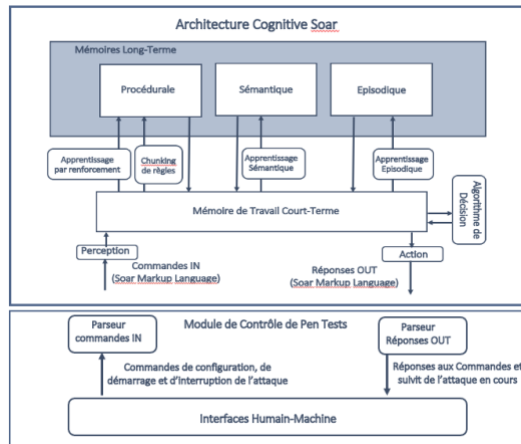 Architecture Cognitive Soar
Mémoires Long-Terme
Procédurale
Sémantique
Episodique
Apprentissage
par renforcement
Chunking
de règles
Apprentissage
Sémantique
Apprentissage
Episodique
Mémoire de Travail Court-Terme
Algorithme de
Décision
Perception
Action
Commandes IN
(Soar Markup Language)
Réponses OUT
(Soar Markup Language)
Parseur
commandes IN
Module de Contrôle de Pen Tests
Parseur
Réponses OUT
Commandes de configuration, de
démarrage et d'interruption de l'attaque
Réponses aux Commandes et
suivit de l'attaque en cours
Interfaces Humain-Machine